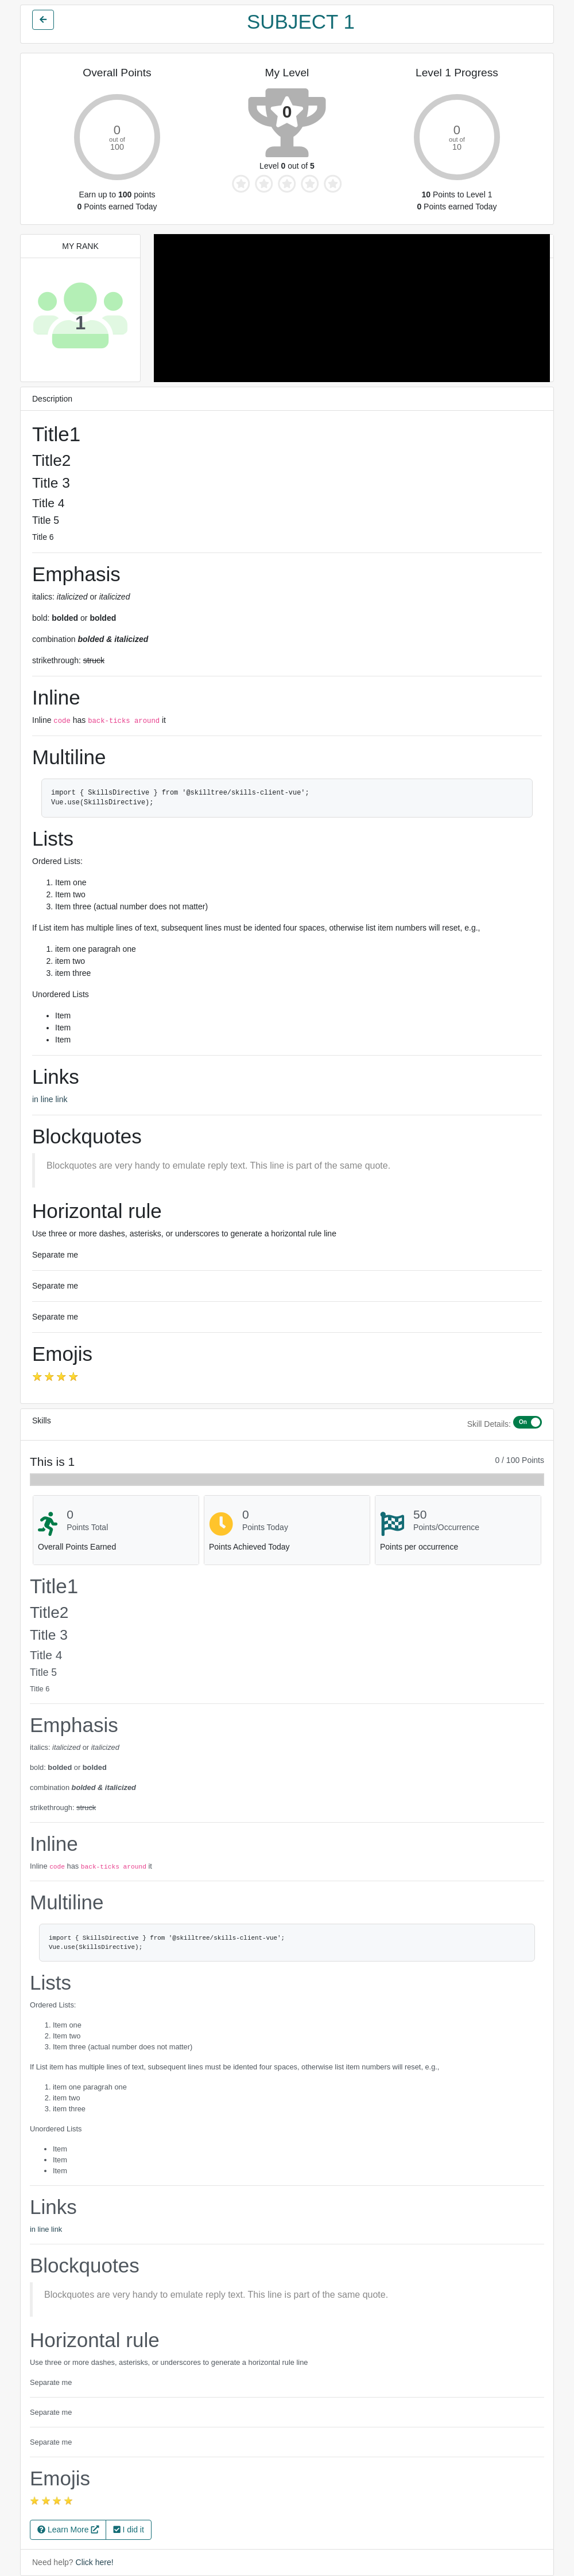 SUBJECT 1
Overall Points
My Level
Level 1 Progress
0
out of
100
0
0
out of
10
Earn up to 100 points
0 Points earned Today
Level 0 out of 5
10 Points to Level 1
0 Points earned Today
MY RANK
1
Description
Title1
Title2
Title 3
Title 4
Title 5
Title 6
Emphasis
italics: italicized or italicized
bold: bolded or bolded
combination bolded & italicized
strikethrough: struck
Inline
Inline code has back-ticks around it
Multiline
import { SkillsDirective } from '@skilltree/skills-client-vue';
Vue.use(SkillsDirective);
Lists
Ordered Lists:
1. Item one
2. Item two
3. Item three (actual number does not matter)
If List item has multiple lines of text, subsequent lines must be idented four spaces, otherwise list item numbers will reset, e.g.,
1. item one paragrah one
2. item two
3. item three
Unordered Lists
• Item
• Item
• Item
Links
in line link
Blockquotes
Blockquotes are very handy to emulate reply text. This line is part of the same quote.
Horizontal rule
Use three or more dashes, asterisks, or underscores to generate a horizontal rule line
Separate me
Separate me
Separate me
Emojis
⭐ ⭐ ⭐ ⭐
Skills
Skill Details: On
This is 1
0 / 100 Points
0
Points Total
Overall Points Earned
0
Points Today
Points Achieved Today
50
Points/Occurrence
Points per occurrence
Title1
Title2
Title 3
Title 4
Title 5
Title 6
Emphasis
italics: italicized or italicized
bold: bolded or bolded
combination bolded & italicized
strikethrough: struck
Inline
Inline code has back-ticks around it
Multiline
import { SkillsDirective } from '@skilltree/skills-client-vue';
Vue.use(SkillsDirective);
Lists
Ordered Lists:
1. Item one
2. Item two
3. Item three (actual number does not matter)
If List item has multiple lines of text, subsequent lines must be idented four spaces, otherwise list item numbers will reset, e.g.,
1. item one paragrah one
2. item two
3. item three
Unordered Lists
• Item
• Item
• Item
Links
in line link
Blockquotes
Blockquotes are very handy to emulate reply text. This line is part of the same quote.
Horizontal rule
Use three or more dashes, asterisks, or underscores to generate a horizontal rule line
Separate me
Separate me
Separate me
Emojis
⭐ ⭐ ⭐ ⭐
Learn More
I did it
Need help? Click here!